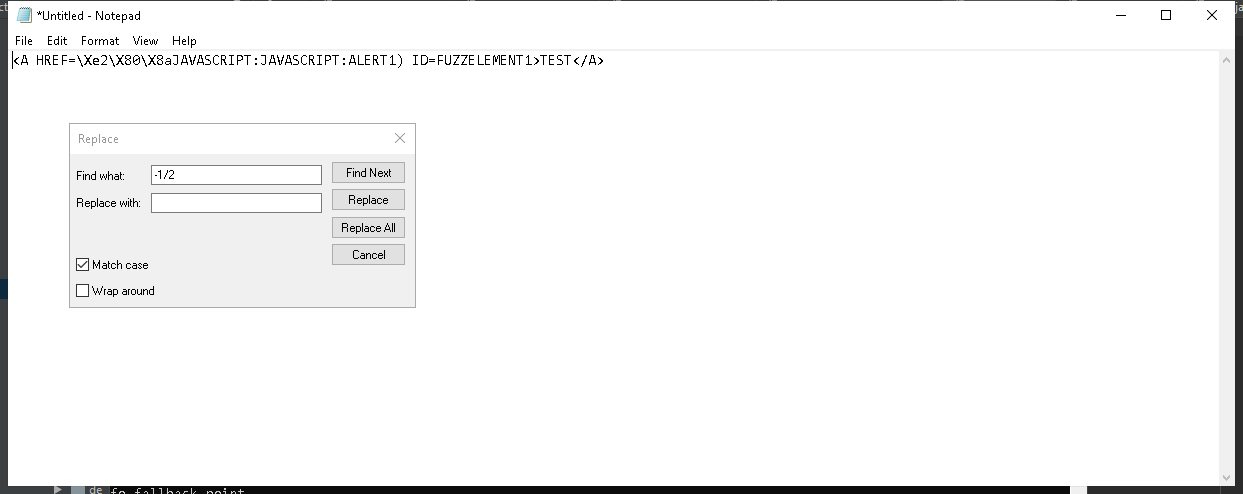 *Untitled - Notepad
File Edit Format View Help
<A HREF=\Xe2\X80\X8aJAVASCRIPT:JAVASCRIPT:ALERT1) ID=FUZZELEMENT1>TEST</A>
Replace
Find what: -1/2 Find Next
Replace with: Replace
Replace All
Cancel
Match case
Wrap around
de fo fallback point